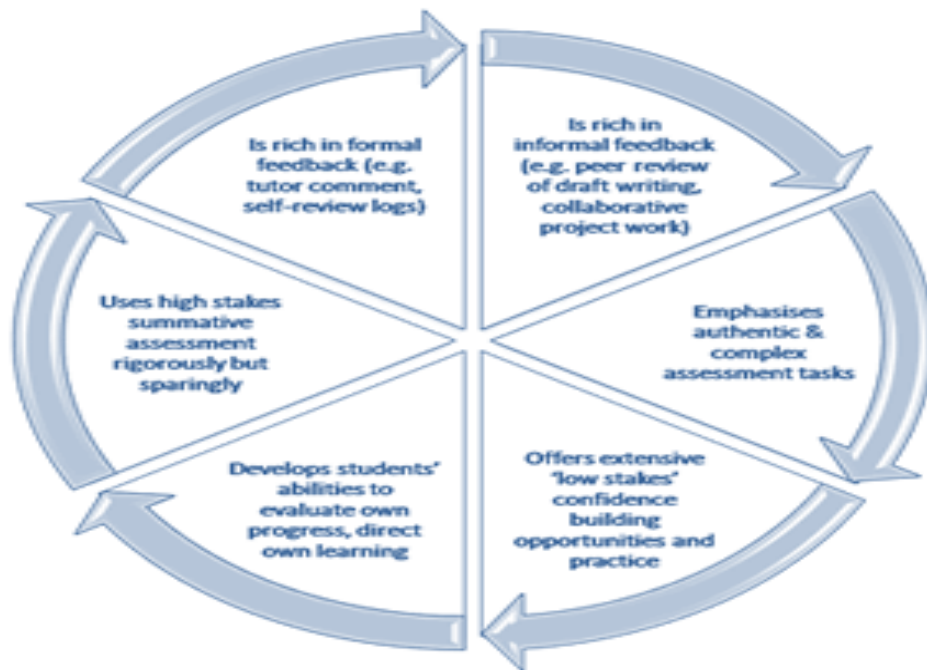 Is rich in formal
feedback (e.g.
tutor comment,
self-review logs)
Is rich in
informal feedback
(e.g. peer review
of draft writing,
collaborative
project work)
Emphasises
authentic &
complex
assessment tasks
Offers extensive
'low stakes'
confidence
building
opportunities and
practice
Develops students'
abilities to
evaluate own
progress, direct
own learning
Uses high stakes
summative
assessment
rigorously but
sparingly